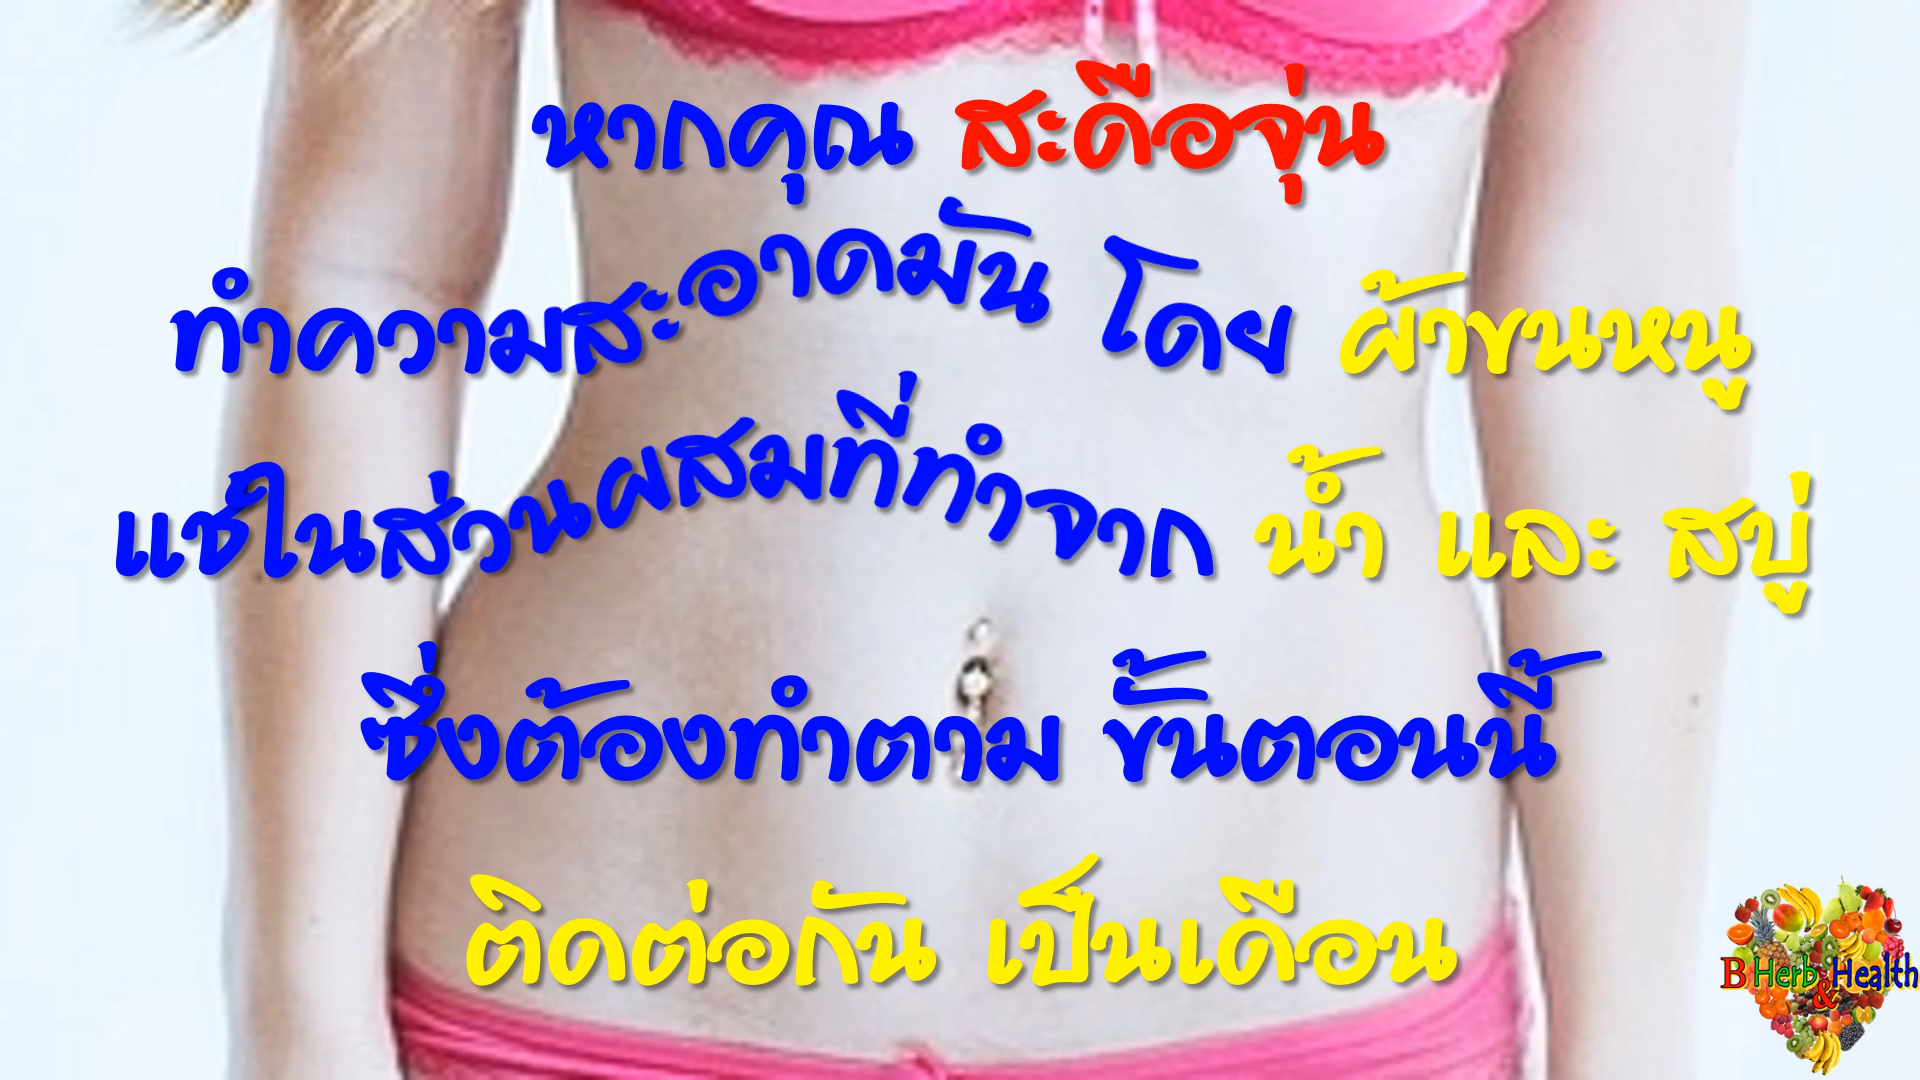 หากคุณ สะดือจุ่น
ทำความสะอาดมัน โดย ผ้าขนหนู
แช่ในส่วนผสมที่ทำจาก น้ำ และ สบู่
ซึ่งต้องทำตาม ขั้นตอนนี้
ติดต่อกัน เป็นเดือน
B Herb & Health